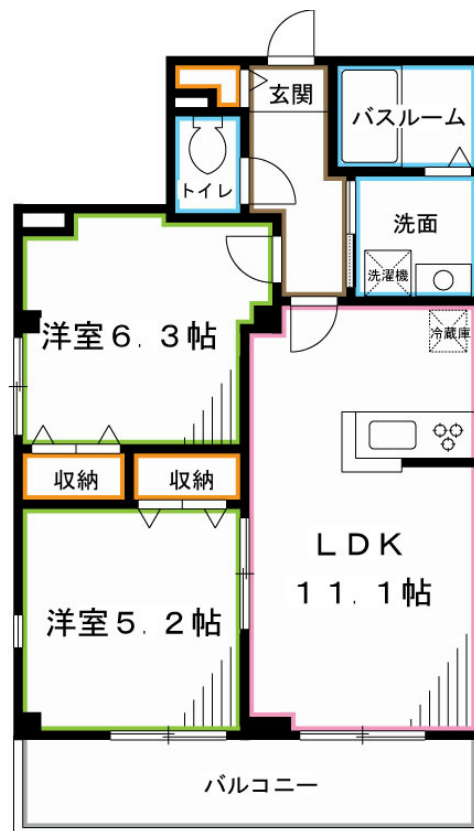 玄関
バスルーム
トイレ
洗面
洗濯機
洋室6.3帖
冷蔵庫
収納
収納
LDK
11.1帖
洋室5.2帖
バルコニー